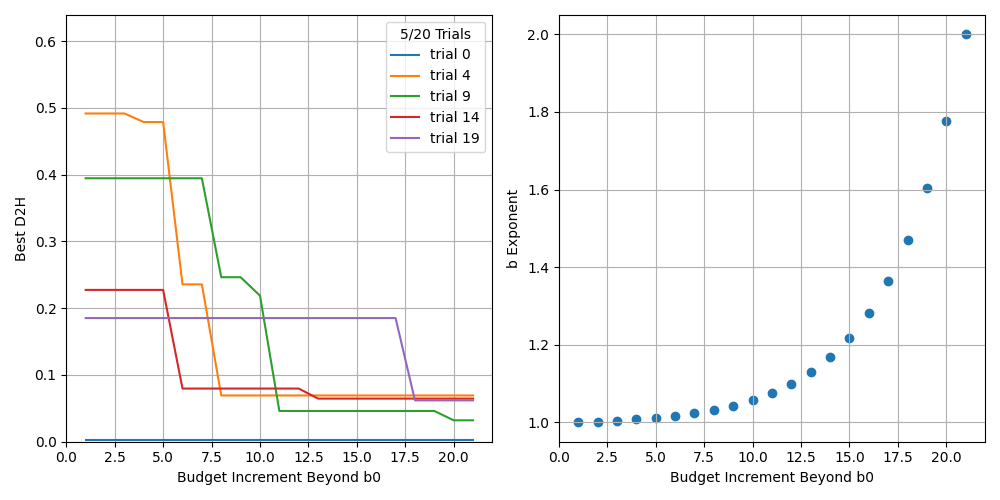 5/20 Trials
trial 0
trial 4
trial 9
trial 14
trial 19
Best D2H
0.6
0.5
0.4
0.3
0.2
0.1
0.0
0.0 2.5 5.0 7.5 10.0 12.5 15.0 17.5 20.0
Budget Increment Beyond b0
b Exponent
2.0
1.8
1.6
1.4
1.2
1.0
0.0 2.5 5.0 7.5 10.0 12.5 15.0 17.5 20.0
Budget Increment Beyond b0